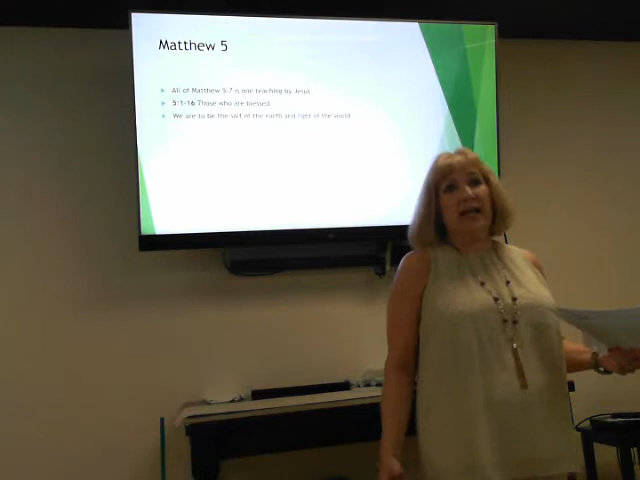 Matthew 5
All of Matthew 5-7 is one teaching by Jesus
5:1-16 Those who are blessed
We are to be the salt of the earth and light of the world